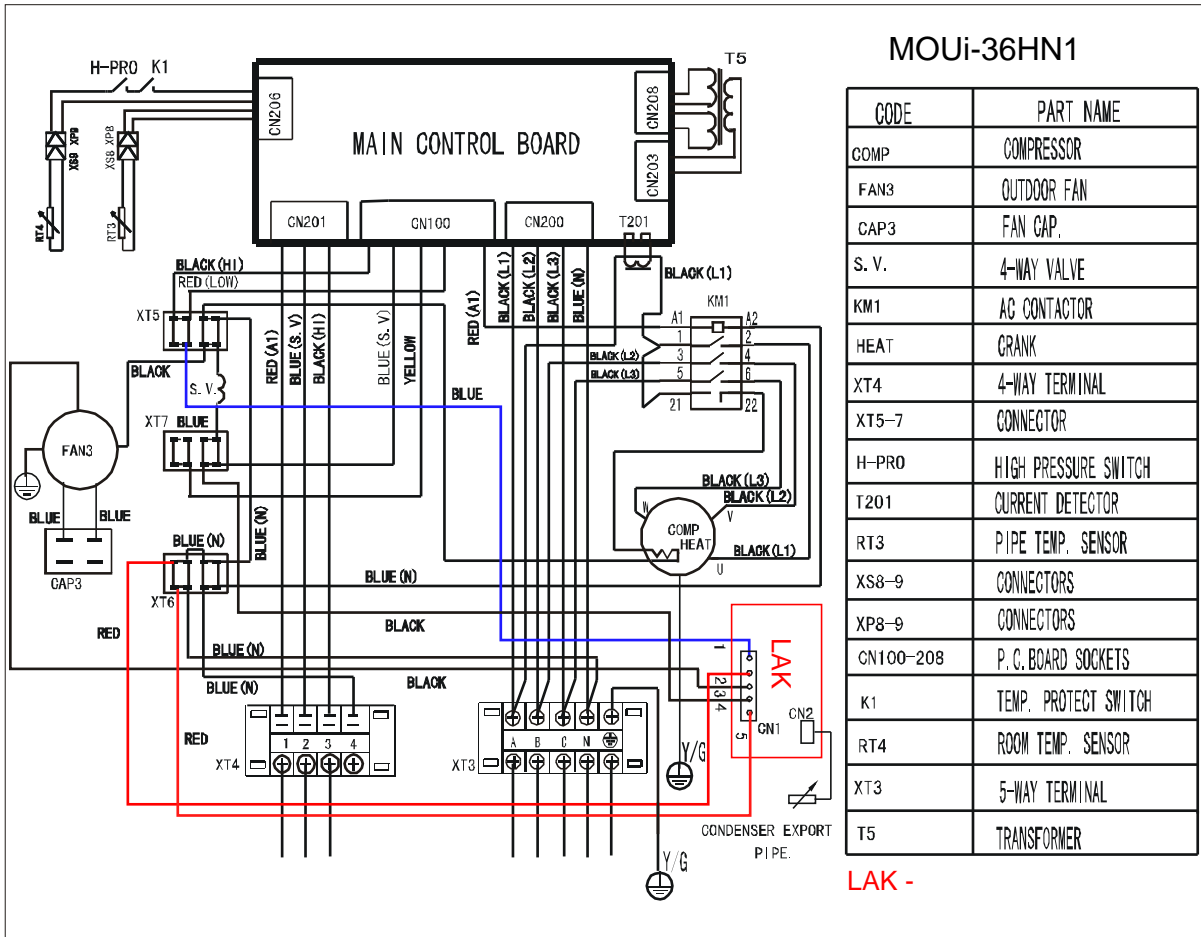 MOUi-36HN1
H-PRO K1
T5
CN206
CN208
MAIN CONTROL BOARD
CN203
XS9 XP9
XS8 XP8
RT4
RT3
CN201
CN100
CN200
T201
BLACK(HI)
RED(LOW)
BLACK(L1)
BLACK(L2)
BLACK(L3)
BLUE(N)
BLACK(L1)
RED(A1)
XT5
KM1
A1
A2
1
2
BLACK(L2)
3
4
BLACK(L3)
5
6
21
22
RED(A1)
BLUE(S.V)
BLACK(HI)
BLUE(S.V)
YELLOW
BLACK
S.V.
BLUE
XT7
BLUE
FAN3
BLUE
BLUE
CAP3
BLUE(N)
BLUE(N)
XT6
BLUE(N)
BLACK(L3)
BLACK(L2)
W
V
COMP
HEAT
BLACK(L1)
U
RED
BLACK
BLUE(N)
BLUE(N)
BLACK
RED
1
2
3
4
5
LAK
CN1
CN2
XT4
1 2 3 4
XT3
A B C N
Y/G
Y/G
CONDENSER EXPORT
PIPE.
CODE PART NAME
COMP COMPRESSOR
FAN3 OUTDOOR FAN
CAP3 FAN CAP.
S.V. 4-WAY VALVE
KM1 AC CONTACTOR
HEAT CRANK
XT4 4-WAY TERMINAL
XT5-7 CONNECTOR
H-PRO HIGH PRESSURE SWITCH
T201 CURRENT DETECTOR
RT3 PIPE TEMP. SENSOR
XS8-9 CONNECTORS
XP8-9 CONNECTORS
CN100-208 P.C.BOARD SOCKETS
K1 TEMP. PROTECT SWITCH
RT4 ROOM TEMP. SENSOR
XT3 5-WAY TERMINAL
T5 TRANSFORMER
LAK -